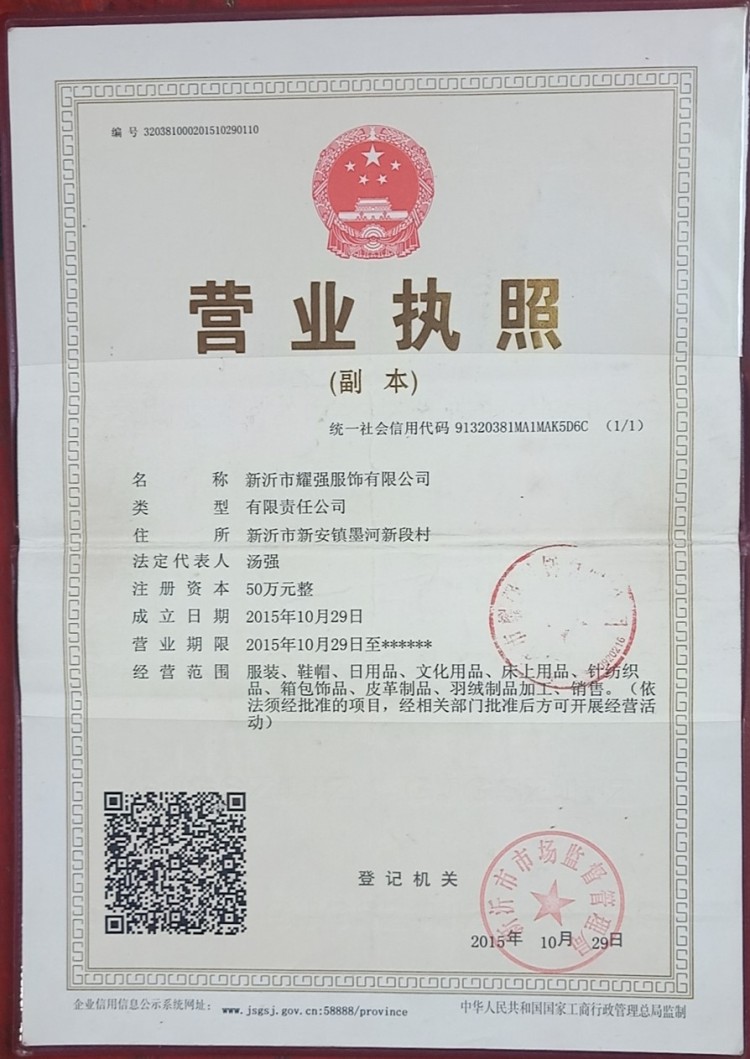 编 号 320381000201510290110
营业执照
(副 本)
统一社会信用代码 91320381MA1MAK5D6C (1/1)
名 称 新沂市耀强服饰有限公司
类 型 有限责任公司
住 所 新沂市新安镇墨河新段村
法定代表人 汤强
注册资本 50万元整
成立日期 2015年10月29日
营业期限 2015年10月29日至******
经营范围 服装、鞋帽、日用品、文化用品、床上用品、针纺织
品、箱包饰品、皮革制品、羽绒制品加工、销售。（依
法须经批准的项目，经相关部门批准后方可开展经营活
动）
登记机关
新沂市市场监督管理局
2015年 10月 29日
企业信用信息公示系统网址： www.jsgsj.gov.cn:58888/province
中华人民共和国国家工商行政管理总局监制